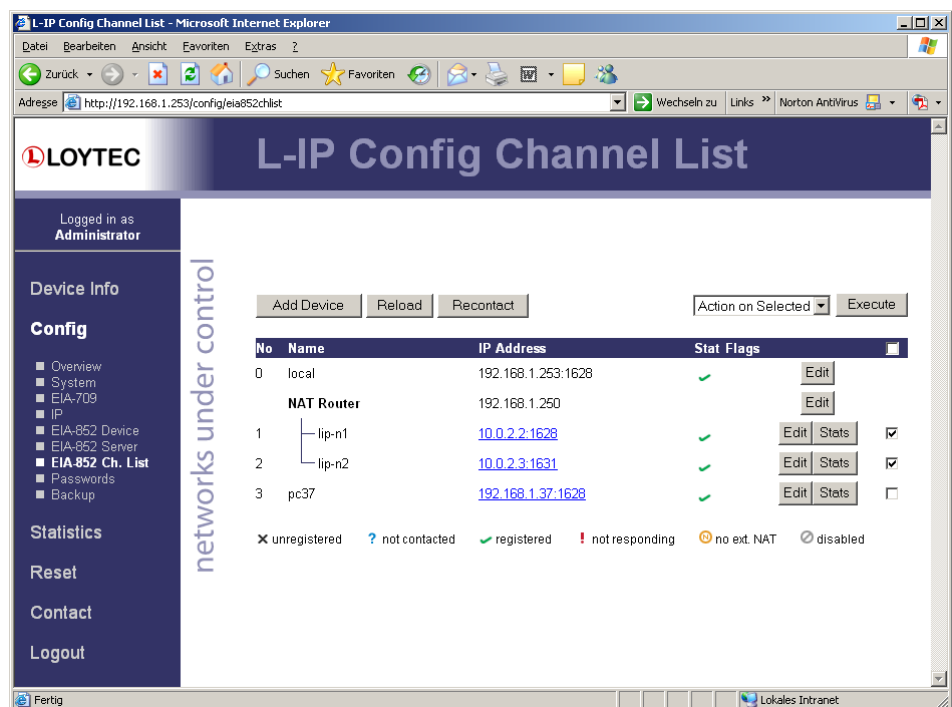 L-IP Config Channel List - Microsoft Internet Explorer
Datei Bearbeiten Ansicht Favoriten Extras ?
Zurück Suchen Favoriten
Adresse http://192.168.1.253/config/eia852chlist Wechseln zu Links » Norton AntiVirus
LOYTEC
L-IP Config Channel List
Logged in as
Administrator
networks under control
Device Info
Config
Overview
System
EIA-709
IP
EIA-852 Device
EIA-852 Server
EIA-852 Ch. List
Passwords
Backup
Statistics
Reset
Contact
Logout
Add Device Reload Recontact Action on Selected Execute
No Name IP Address Stat Flags
0 local 192.168.1.253:1628 Edit
NAT Router 192.168.1.250 Edit
1 lip-n1 10.0.2.2:1628 Edit Stats
2 lip-n2 10.0.2.3:1631 Edit Stats
3 pc37 192.168.1.37:1628 Edit Stats
unregistered ? not contacted registered ! not responding N no ext. NAT disabled
Fertig Lokales Intranet